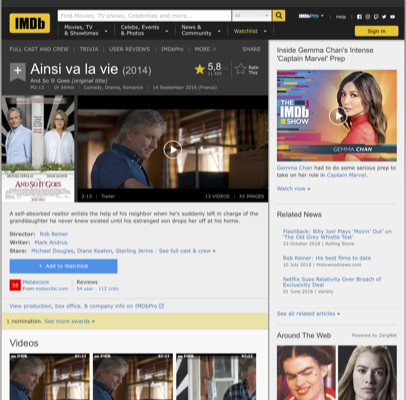 IMDb
Find Movies, TV shows, Celebrities and more...
All
IMDbPro
Help
Movies, TV
& Showtimes
Celebs, Events
& Photos
News &
Community
Watchlist
Sign in
FULL CAST AND CREW | TRIVIA | USER REVIEWS | IMDbPro | MORE
SHARE
Ainsi va la vie (2014)
And So It Goes (original title)
PG-13 | 1h 34min | Comedy, Drama, Romance | 14 September 2016 (France)
5,8
Rate
This
MICHAEL DOUGLAS DIANE KEATON
AND SO IT GOES
2:13 | Trailer
13 VIDEOS | 43 IMAGES
A self-absorbed realtor enlists the help of his neighbor when he's suddenly left in charge of the
granddaughter he never knew existed until his estranged son drops her off at his home.
Director: Rob Reiner
Writer: Mark Andrus
Stars: Michael Douglas, Diane Keaton, Sterling Jerins | See full cast & crew »
+ Add to Watchlist
38
Metascore
From metacritic.com
Reviews
54 user | 112 critic
View production, box office, & company info on IMDbPro
1 nomination. See more awards »
Videos
Inside Gemma Chan's Intense
'Captain Marvel' Prep
THE
IMDb
SHOW
GEMMA CHAN
Gemma Chan had to do some serious prep to
take on her role in Captain Marvel.
Watch now »
Related News
Flashback: Billy Joel Plays 'Movin' Out' on
'The Old Grey Whistle Test'
23 October 2018 | Rolling Stone
Rob Reiner: His best films to date
10 July 2018 | Hollywoodnews.com
Netflix Sues Relativity Over Breach of
Exclusivity Deal
01 June 2018 | Variety
See all related articles »
Around The Web
Powered by ZergNet